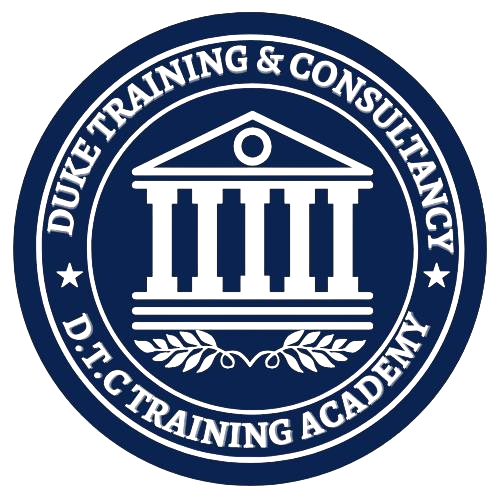 DUKE TRAINING & CONSULTANCY
D.T.C TRAINING ACADEMY